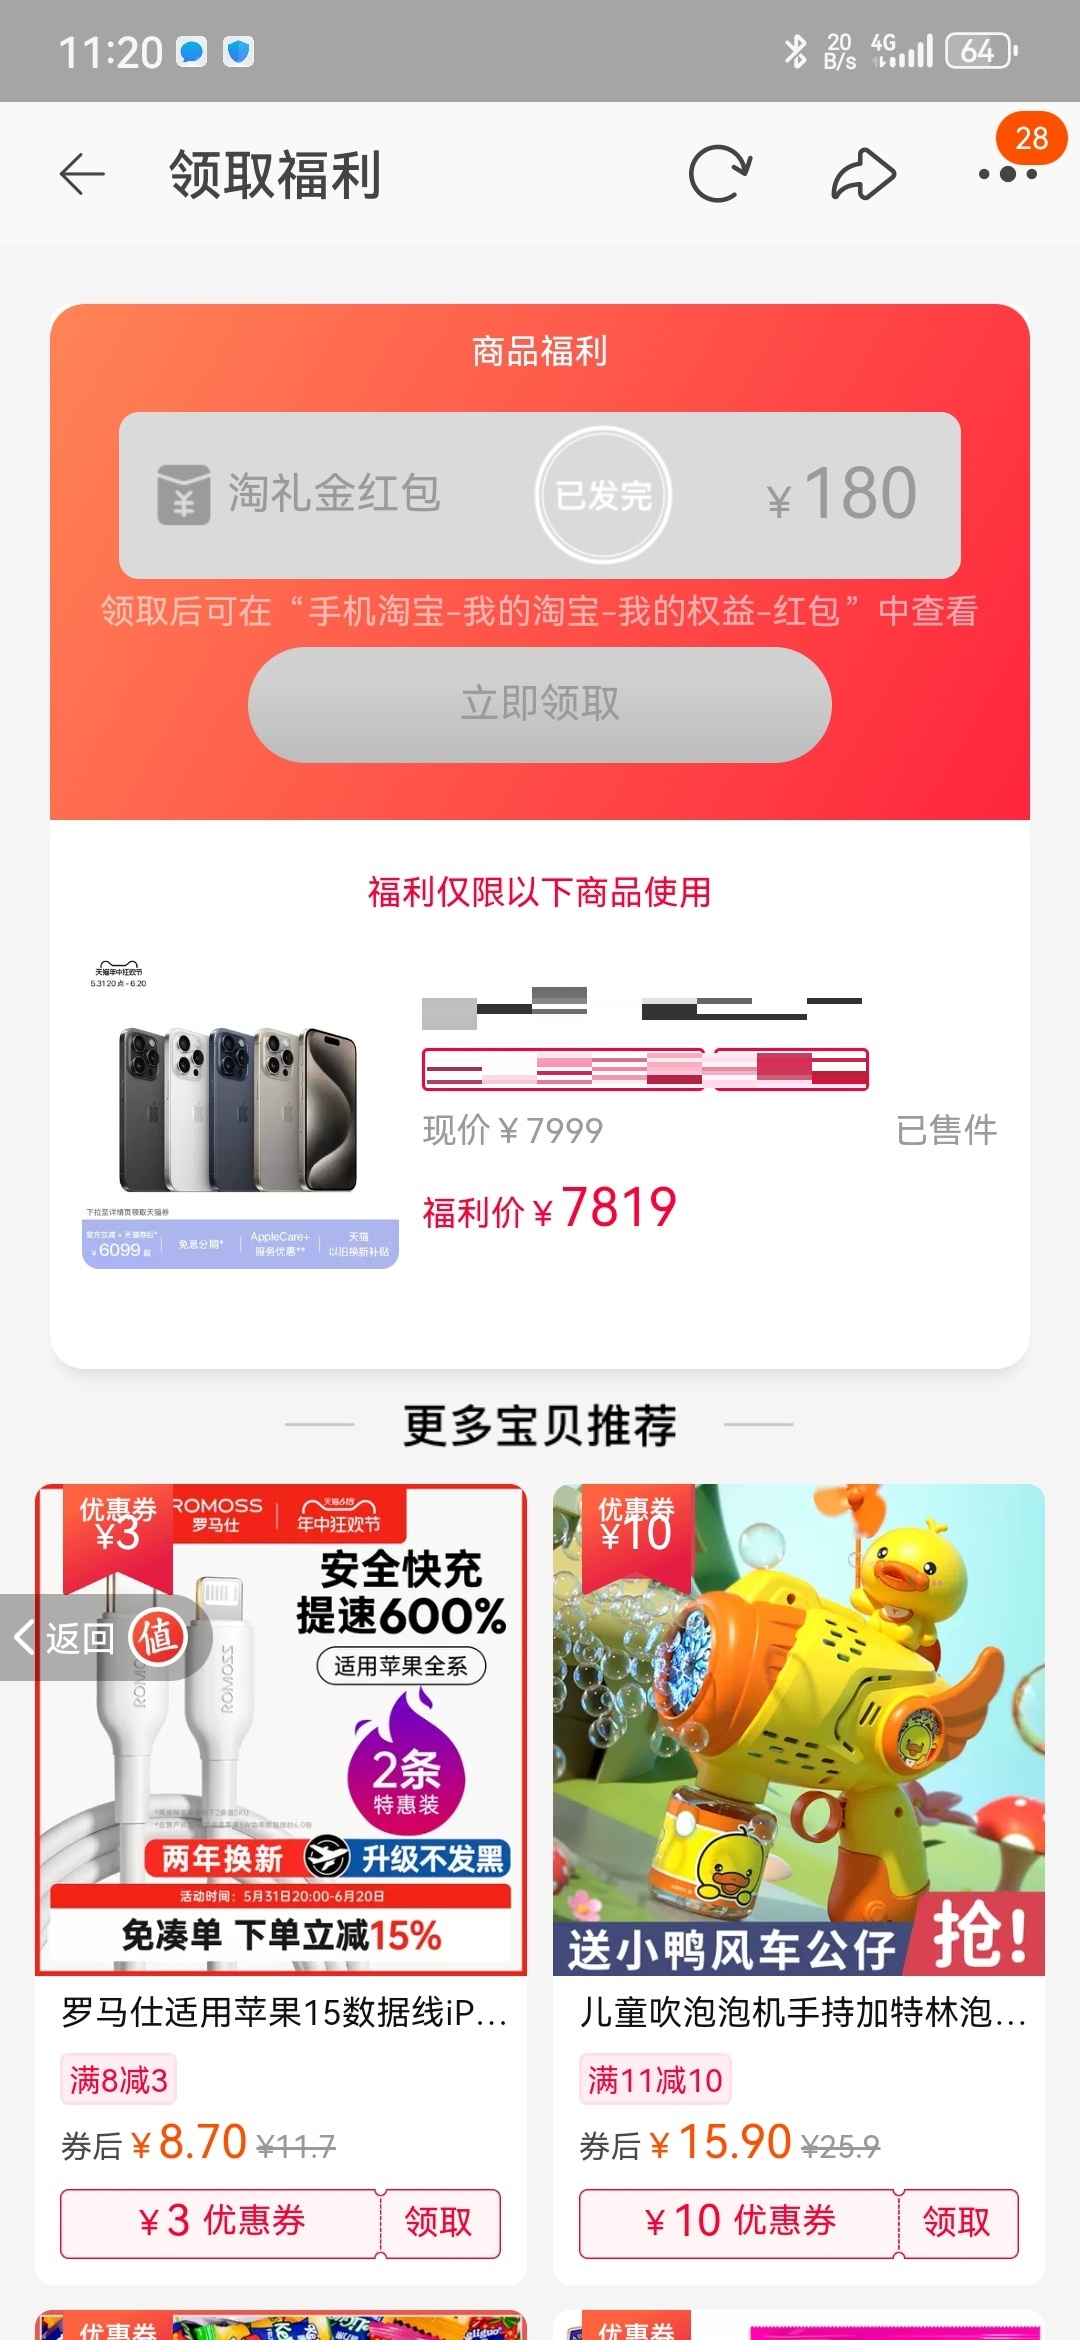 11:20
20
B/s
4G
64
领取福利
28
商品福利
淘礼金红包
已发完
¥180
领取后可在“手机淘宝-我的淘宝-我的权益-红包”中查看
立即领取
福利仅限以下商品使用
天猫年中狂欢节
5.31 20点-6.20
下拉至详情页领取天猫券
官方立减+天猫券后*
¥6099起
免息分期*
AppleCare+
服务优惠**
天猫
以旧换新补贴
现价¥7999
已售件
福利价¥7819
更多宝贝推荐
优惠券
¥3
ROMOSS
罗马仕
天猫618
年中狂欢节
安全快充
提速600%
适用苹果全系
2条
特惠装
ROMOSS
两年换新
升级不发黑
活动时间：5月31日20:00-6月20日
免凑单 下单立减15%
返回
值
罗马仕适用苹果15数据线iP...
满8减3
券后¥8.70 ¥11.7
¥3 优惠券
领取
优惠券
¥10
送小鸭风车公仔
抢!
儿童吹泡泡机手持加特林泡...
满11减10
券后¥15.90 ¥25.9
¥10 优惠券
领取
优惠券
优惠券